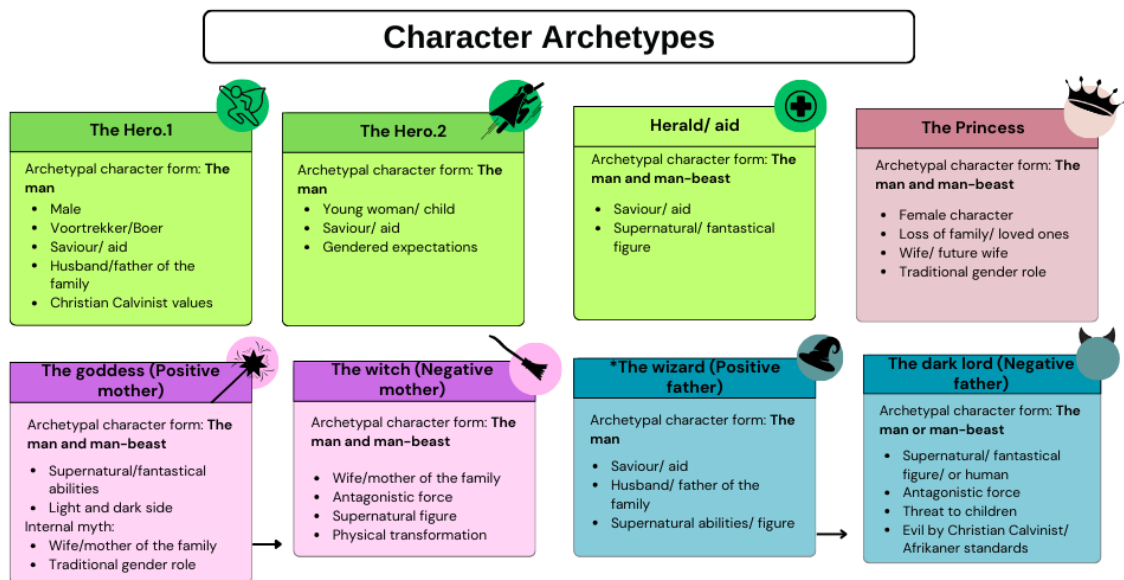 Character Archetypes
The Hero.1
Archetypal character form: The
man
• Male
• Voortrekker/Boer
• Saviour/ aid
• Husband/father of the
family
• Christian Calvinist values
The Hero.2
Archetypal character form: The
man
• Young woman/ child
• Saviour/ aid
• Gendered expectations
Herald/ aid
Archetypal character form: The
man and man-beast
• Saviour/ aid
• Supernatural/ fantastical
figure
The Princess
Archetypal character form: The
man and man-beast
• Female character
• Loss of family/ loved ones
• Wife/ future wife
• Traditional gender role
The goddess (Positive
mother)
Archetypal character form: The
man and man-beast
• Supernatural/fantastical
abilities
• Light and dark side
Internal myth:
• Wife/mother of the family
• Traditional gender role
The witch (Negative
mother)
Archetypal character form: The
man and man-beast
• Wife/mother of the family
• Antagonistic force
• Supernatural figure
• Physical transformation
*The wizard (Positive
father)
Archetypal character form: The
man
• Saviour/ aid
• Husband/ father of the
family
• Supernatural abilities/ figure
The dark lord (Negative
father)
Archetypal character form: The
man or man-beast
• Supernatural/ fantastical
figure/ or human
• Antagonistic force
• Threat to children
• Evil by Christian Calvinist/
Afrikaner standards